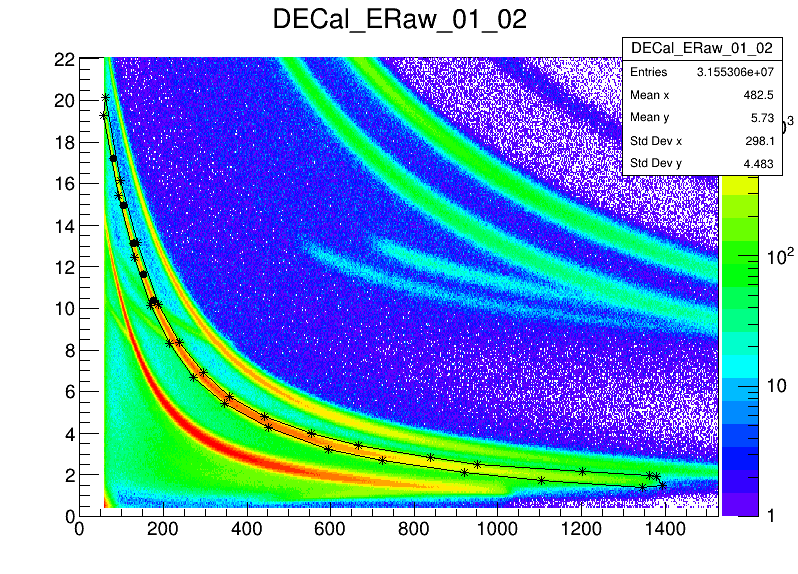 DECal_ERaw_01_02
DECal_ERaw_01_02
Entries 3.155306e+07
Mean x 482.5
Mean y 5.73
Std Dev x 298.1
Std Dev y 4.483
22
20
18
16
14
12
10
8
6
4
2
0
0 200 400 600 800 1000 1200 1400
10²
10
1